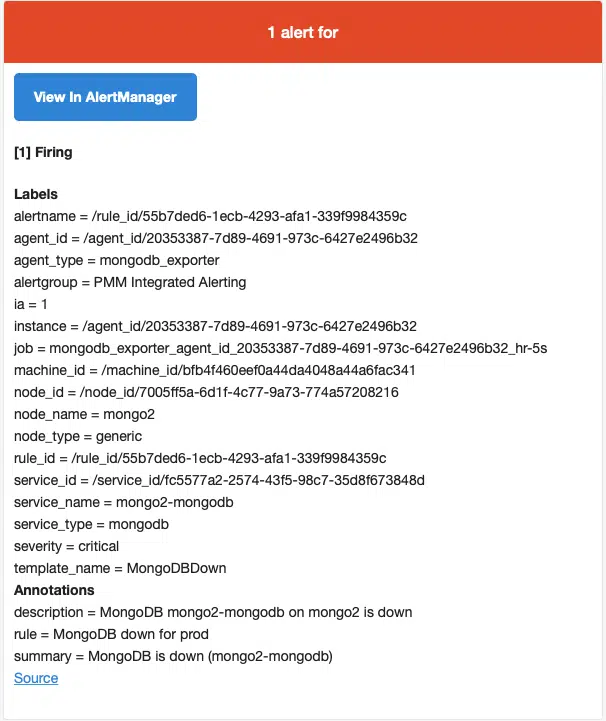 1 alert for
View In AlertManager
[1] Firing
Labels
alertname = /rule_id/55b7ded6-1ecb-4293-afa1-339f9984359c
agent_id = /agent_id/20353387-7d89-4691-973c-6427e2496b32
agent_type = mongodb_exporter
alertgroup = PMM Integrated Alerting
ia = 1
instance = /agent_id/20353387-7d89-4691-973c-6427e2496b32
job = mongodb_exporter_agent_id_20353387-7d89-4691-973c-6427e2496b32_hr-5s
machine_id = /machine_id/bfb4f460eef0a44da4048a44a6fac341
node_id = /node_id/7005ff5a-6d1f-4c77-9a73-774a57208216
node_name = mongo2
node_type = generic
rule_id = /rule_id/55b7ded6-1ecb-4293-afa1-339f9984359c
service_id = /service_id/fc5577a2-2574-43f5-98c7-35d8f673848d
service_name = mongo2-mongodb
service_type = mongodb
severity = critical
template_name = MongoDBDown
Annotations
description = MongoDB mongo2-mongodb on mongo2 is down
rule = MongoDB down for prod
summary = MongoDB is down (mongo2-mongodb)
Source